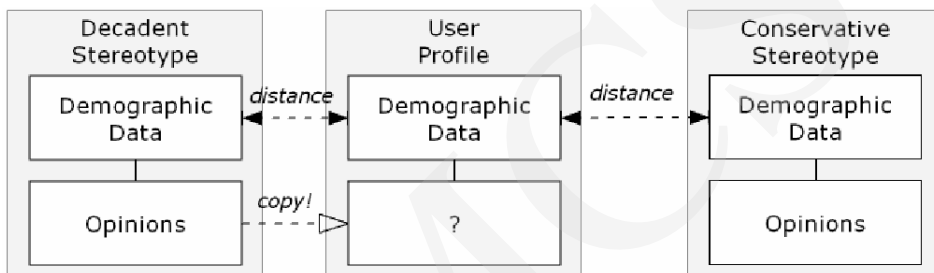 Decadent
Stereotype
User
Profile
Conservative
Stereotype
Demographic
Data
distance
Demographic
Data
distance
Demographic
Data
Opinions
copy!
?
Opinions